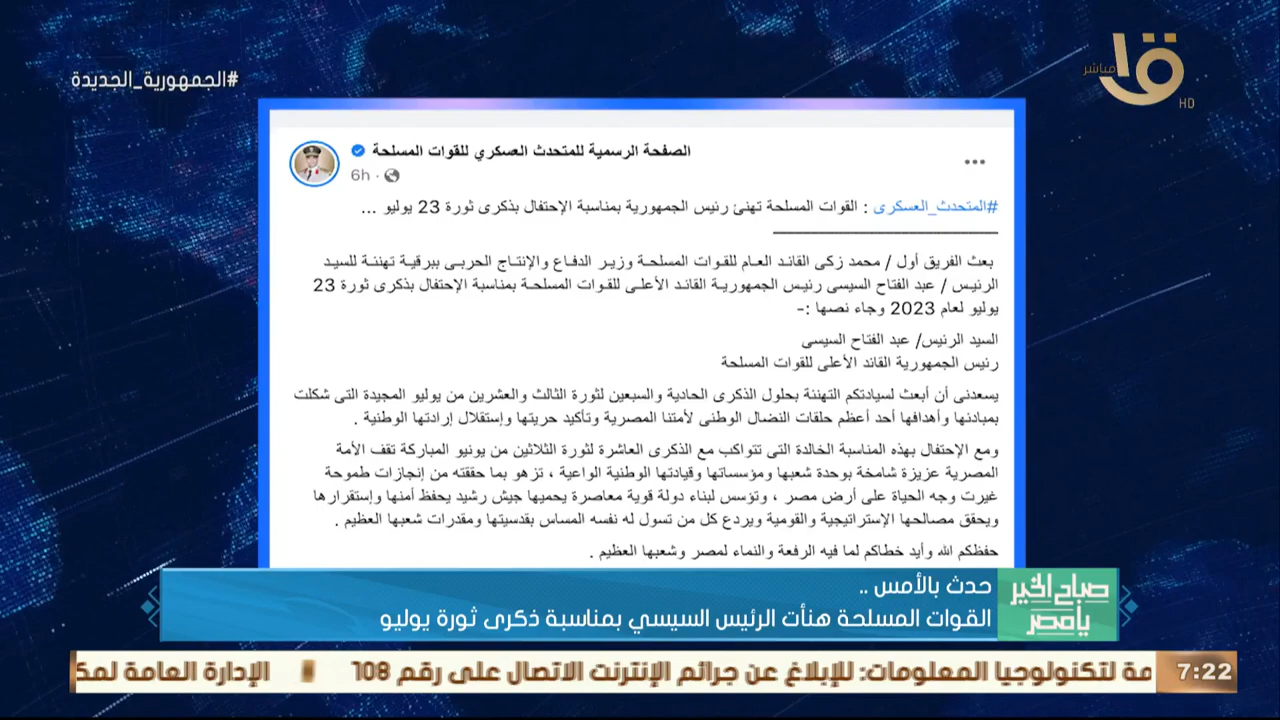 #الجمهورية_الجديدة
مباشر
HD
الصفحة الرسمية للمتحدث العسكري للقوات المسلحة
6h
#المتحدث_العسكرى : القوات المسلحة تهنئ رئيس الجمهورية بمناسبة الإحتفال بذكرى ثورة 23 يوليو ...
بعث الفريق أول / محمد زكى القائد العام للقوات المسلحة وزير الدفاع والإنتاج الحربى ببرقية تهنئة للسيد
الرئيس / عبد الفتاح السيسى رئيس الجمهورية القائد الأعلى للقوات المسلحة بمناسبة الإحتفال بذكرى ثورة 23
يوليو لعام 2023 وجاء نصها :-
السيد الرئيس/ عبد الفتاح السيسى
رئيس الجمهورية القائد الأعلى للقوات المسلحة
يسعدنى أن أبعث لسيادتكم التهنئة بحلول الذكرى الحادية والسبعين لثورة الثالث والعشرين من يوليو المجيدة التى شكلت
بمبادئها وأهدافها أحد أعظم حلقات النضال الوطنى لأمتنا المصرية وتأكيد حريتها وإستقلال إرادتها الوطنية .
ومع الإحتفال بهذه المناسبة الخالدة التى تتواكب مع الذكرى العاشرة لثورة الثلاثين من يونيو المباركة تقف الأمة
المصرية عزيزة شامخة بوحدة شعبها ومؤسساتها وقيادتها الوطنية الواعية ، تزهو بما حققته من إنجازات طموحة
غيرت وجه الحياة على أرض مصر ، وتؤسس لبناء دولة قوية معاصرة يحميها جيش رشيد يحفظ أمنها وإستقرارها
ويحقق مصالحها الإستراتيجية والقومية ويردع كل من تسول له نفسه المساس بقدسيتها ومقدرات شعبها العظيم .
حفظكم الله وأيد خطاكم لما فيه الرفعة والنماء لمصر وشعبها العظيم .
صباح الخير
يا مصر
حدث بالأمس ..
القوات المسلحة هنأت الرئيس السيسي بمناسبة ذكرى ثورة يوليو
7:22
مة لتكنولوجيا المعلومات: للإبلاغ عن جرائم الإنترنت الاتصال على رقم 108 الإدارة العامة لمك